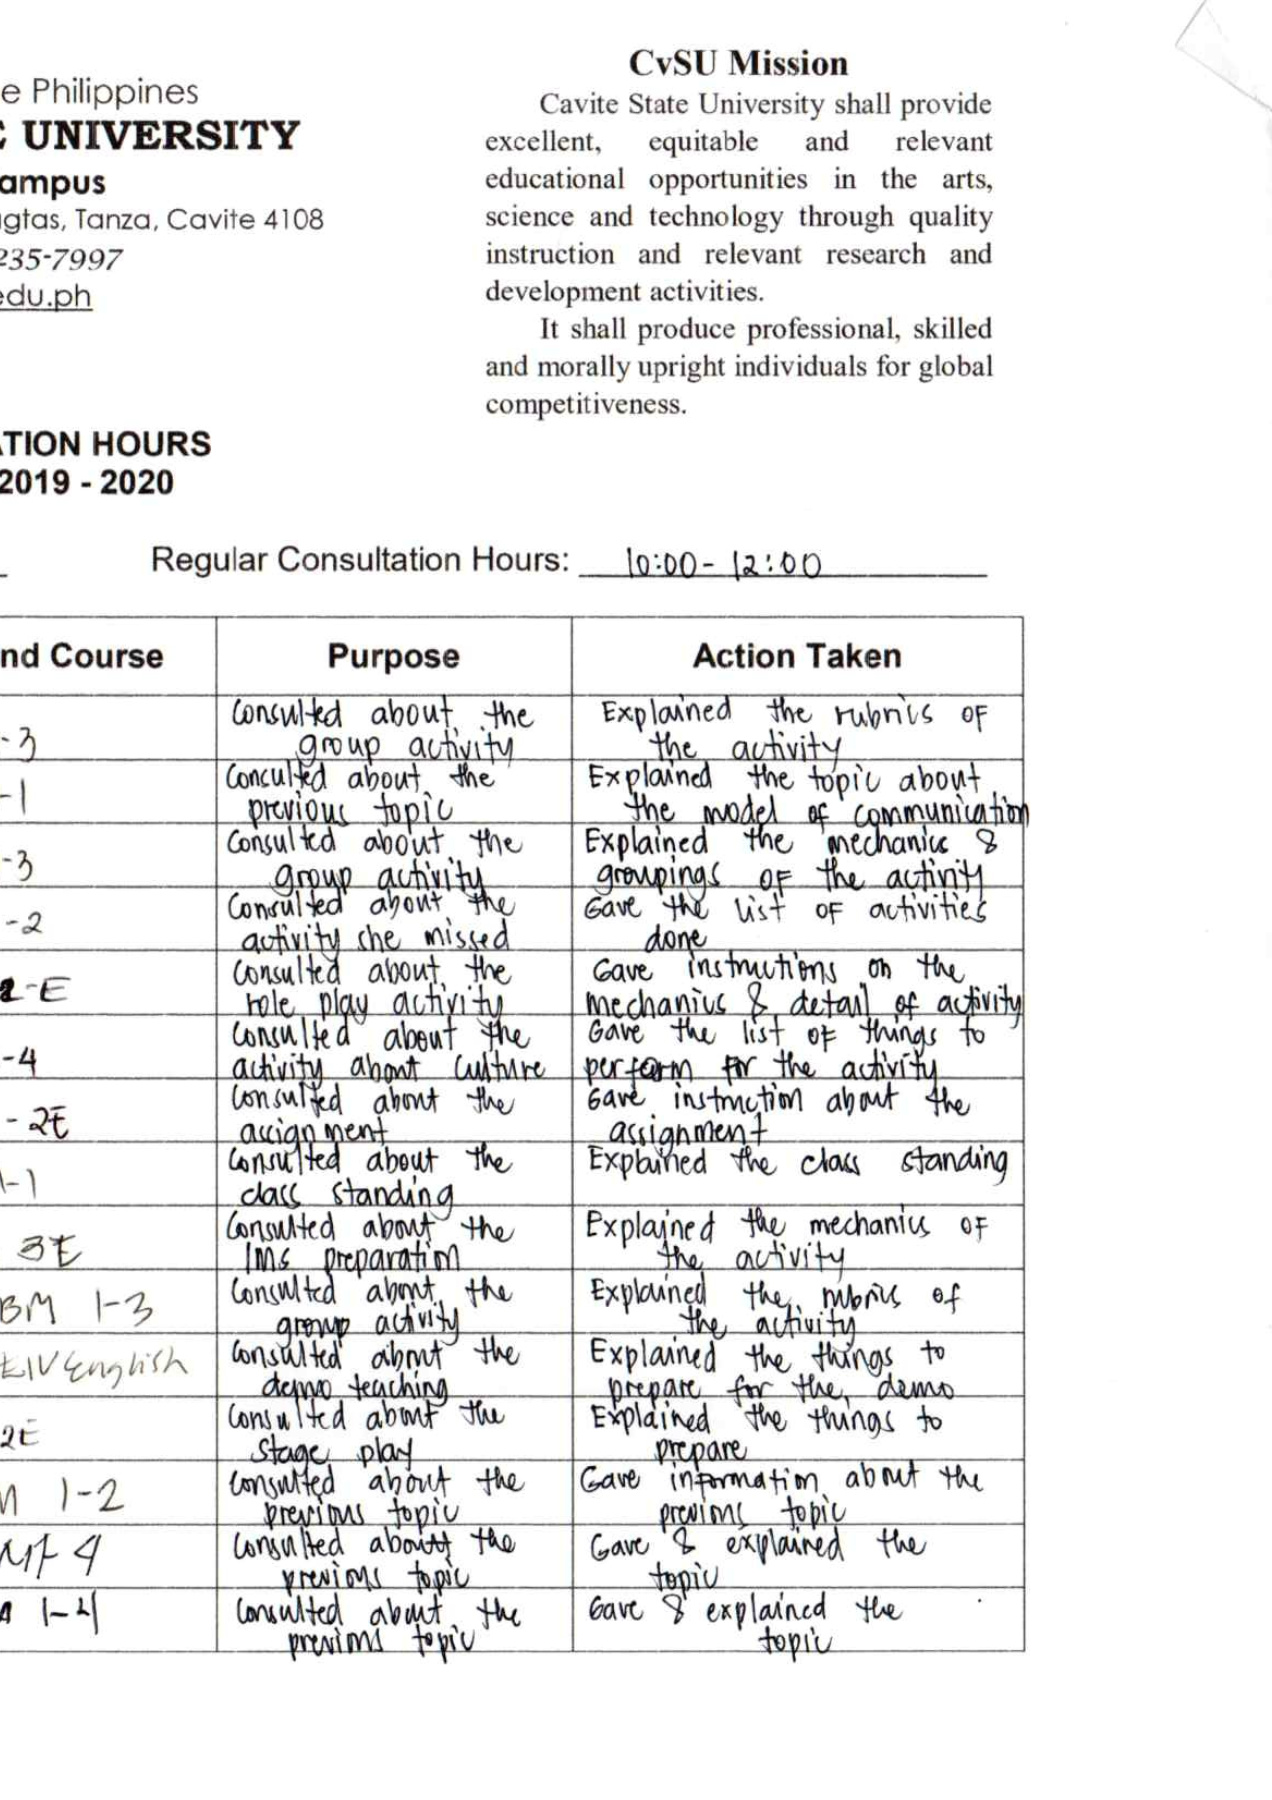 e Philippines
C UNIVERSITY
ampus
gtas, Tanza, Cavite 4108
235-7997
edu.ph
CvSU Mission
Cavite State University shall provide
excellent, equitable and relevant
educational opportunities in the arts,
science and technology through quality
instruction and relevant research and
development activities.
It shall produce professional, skilled
and morally upright individuals for global
competitiveness.
ATION HOURS
2019 - 2020
Regular Consultation Hours: 10:00 - 12:00
nd Course Purpose Action Taken
-3 Consulted about the group activity Explained the rubrics of the activity
-1 Conculted about the previous topic Explained the topic about the model of communication
-3 Consulted about the group activity Explained the mechanics & groupings of the activity
-2 Consulted about the activity she missed Gave the list of activities done
2-E Consulted about the role play activity Gave instructions on the mechanics & detail of activity
-4 Consulted about the activity about culture Gave the list of things to perform for the activity
- 2E Consulted about the assignment Gave instruction about the assignment
1-1 Consulted about the class standing Explained the class standing
3E Consulted about the IMs preparation Explained the mechanics of the activity
BM 1-3 Consulted about the group activity Explained the rubrics of the activity
English Consulted about the demo teaching Explained the things to prepare for the demo
2E Consulted about the stage play Explained the things to prepare
M 1-2 Consulted about the previous topic Gave information about the previous topic
4 Consulted about the previous topic Gave & explained the topic
1-4 Consulted about the previous topic Gave & explained the topic